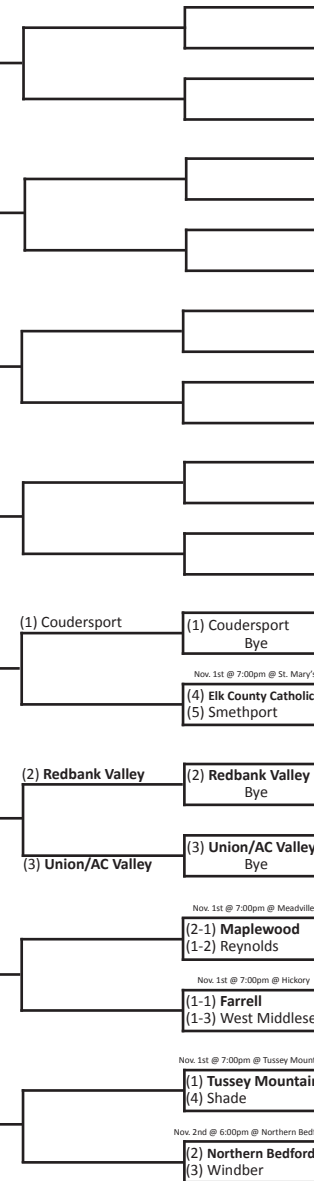 (1) Coudersport
(1) Coudersport
Bye
Nov. 1st @ 7:00pm @ St. Mary's
(4) Elk County Catholic
(5) Smethport
(2) Redbank Valley
(2) Redbank Valley
Bye
(3) Union/AC Valley
(3) Union/AC Valley
Bye
Nov. 1st @ 7:00pm @ Meadville
(2-1) Maplewood
(1-2) Reynolds
Nov. 1st @ 7:00pm @ Hickory
(1-1) Farrell
(1-3) West Middlese
Nov. 1st @ 7:00pm @ Tussey Mount
(1) Tussey Mountain
(4) Shade
Nov. 2nd @ 6:00pm @ Northern Bedf
(2) Northern Bedford
(3) Windber